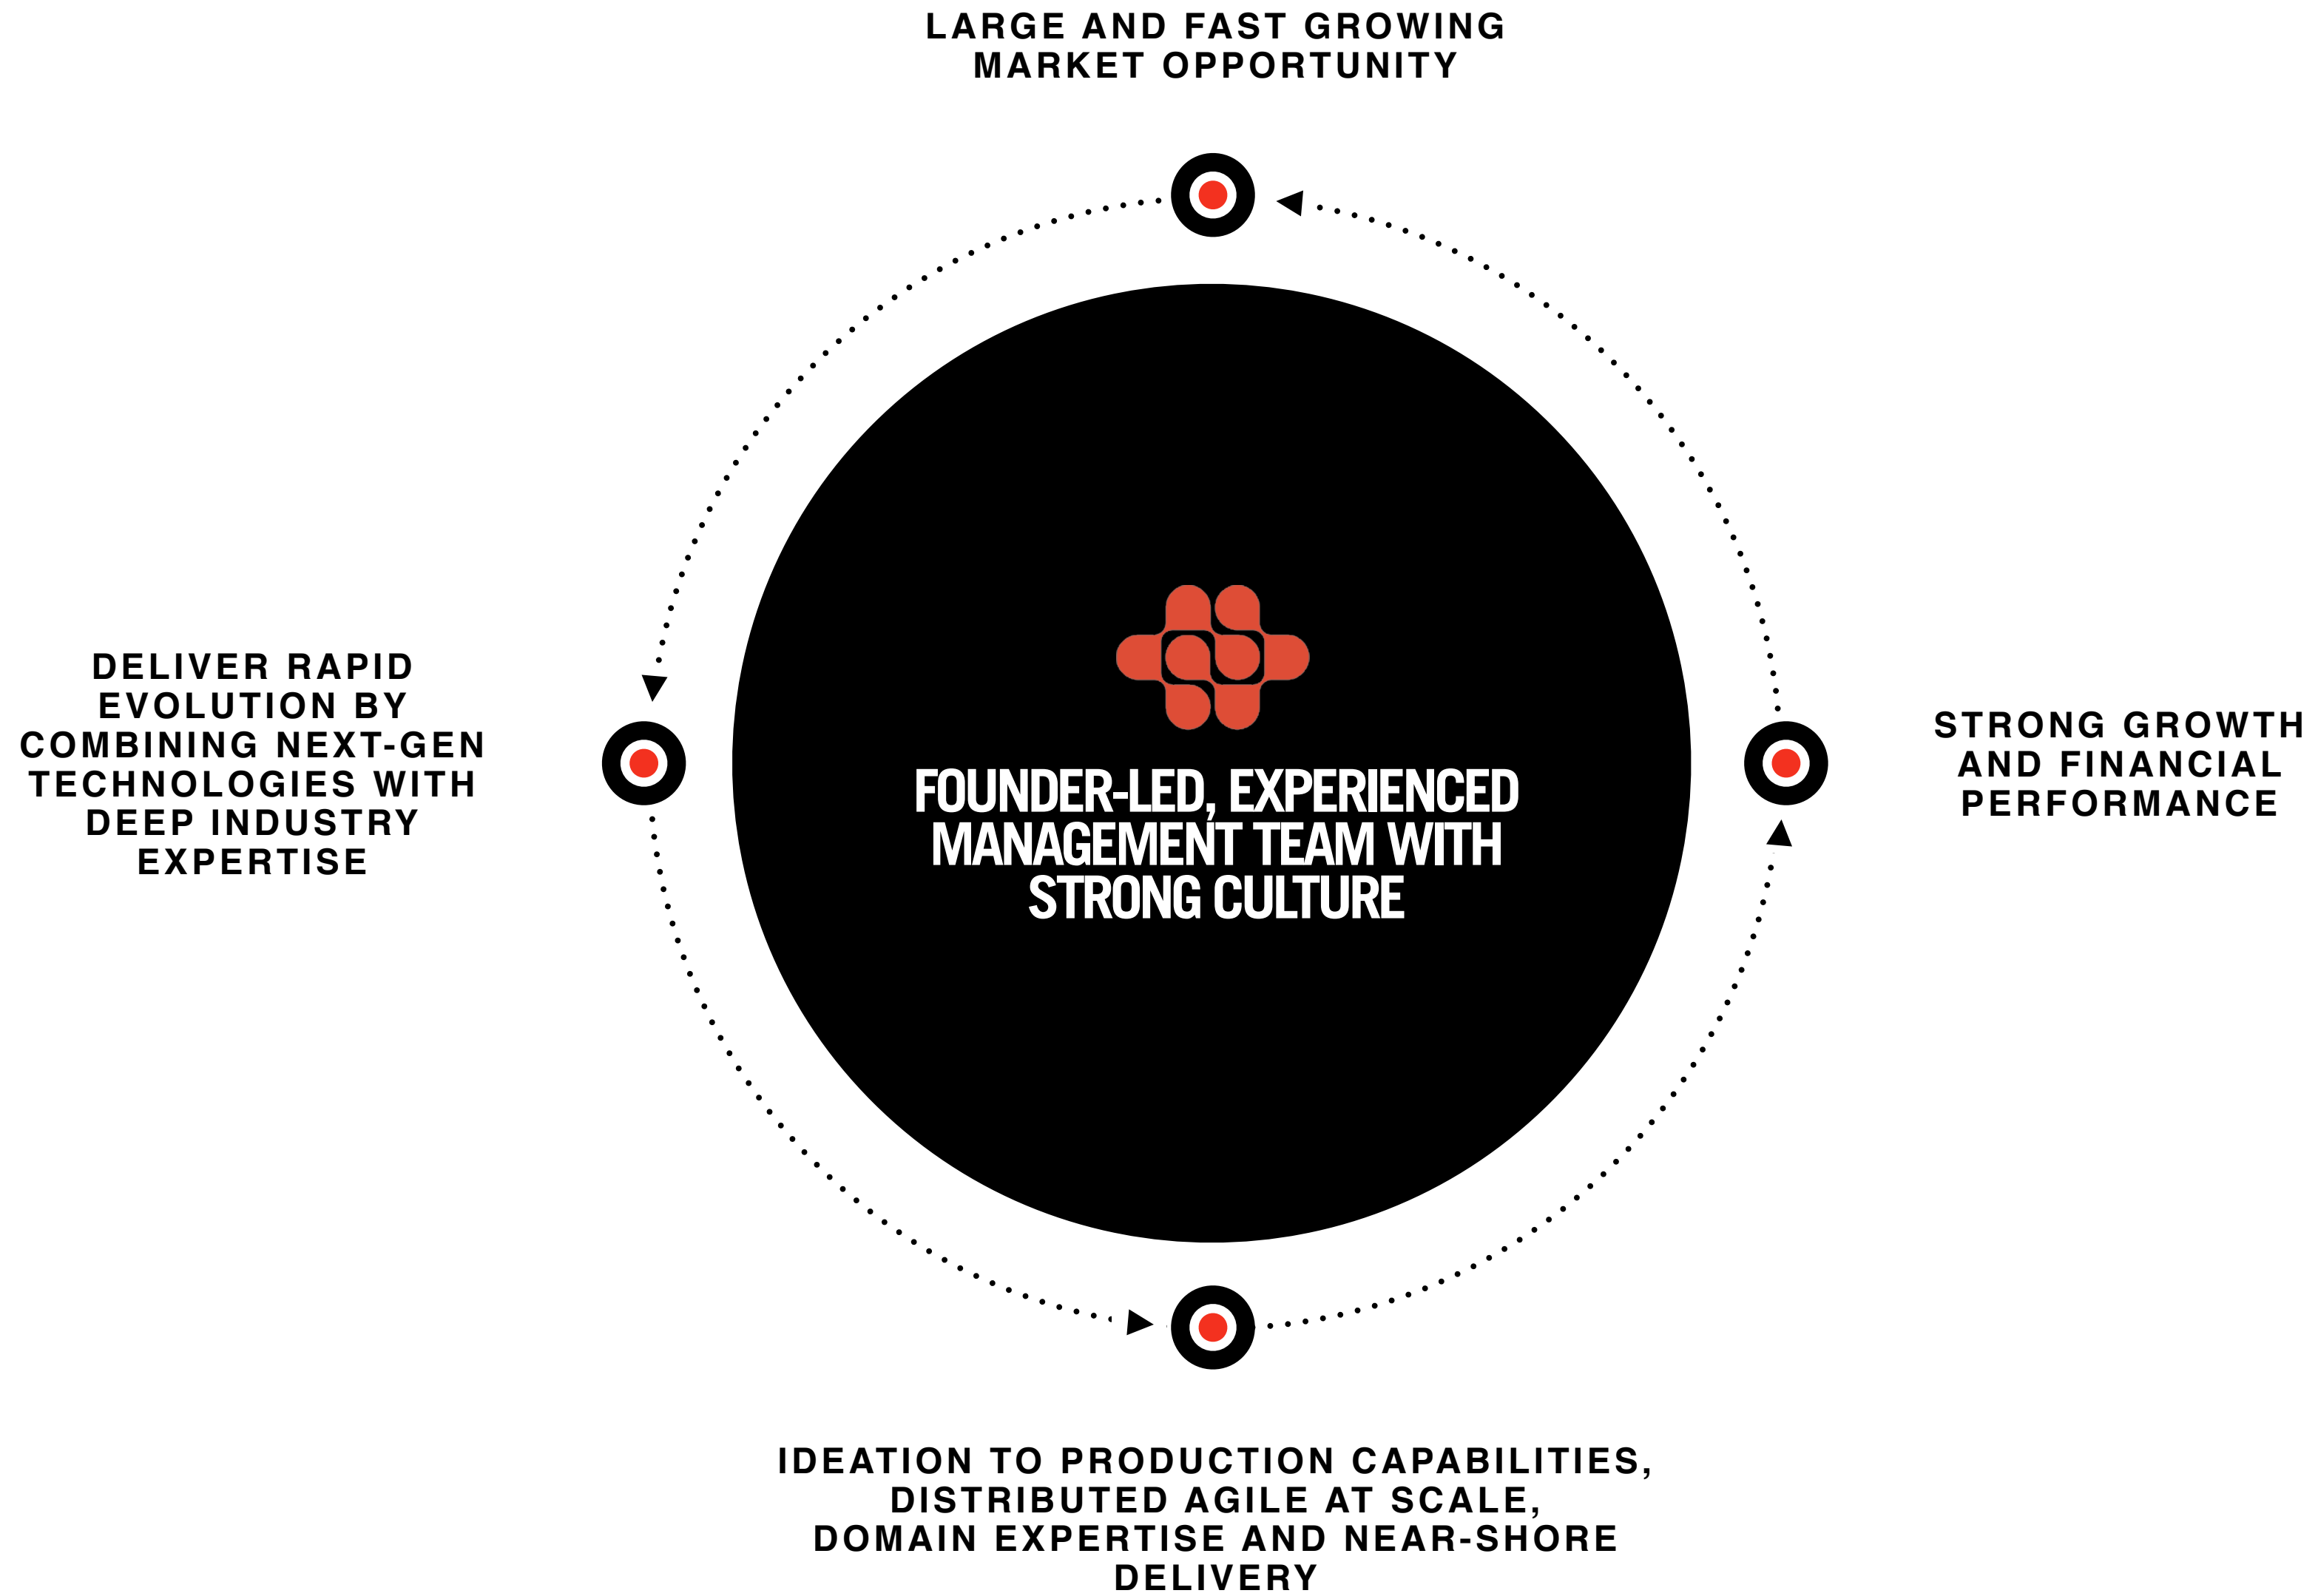 LARGE AND FAST GROWING
MARKET OPPORTUNITY
DELIVER RAPID
EVOLUTION BY
COMBINING NEXT-GEN
TECHNOLOGIES WITH
DEEP INDUSTRY
EXPERTISE
FOUNDER-LED, EXPERIENCED
MANAGEMENT TEAM WITH
STRONG CULTURE
STRONG GROWTH
AND FINANCIAL
PERFORMANCE
IDEATION TO PRODUCTION CAPABILITIES,
DISTRIBUTED AGILE AT SCALE,
DOMAIN EXPERTISE AND NEAR-SHORE
DELIVERY